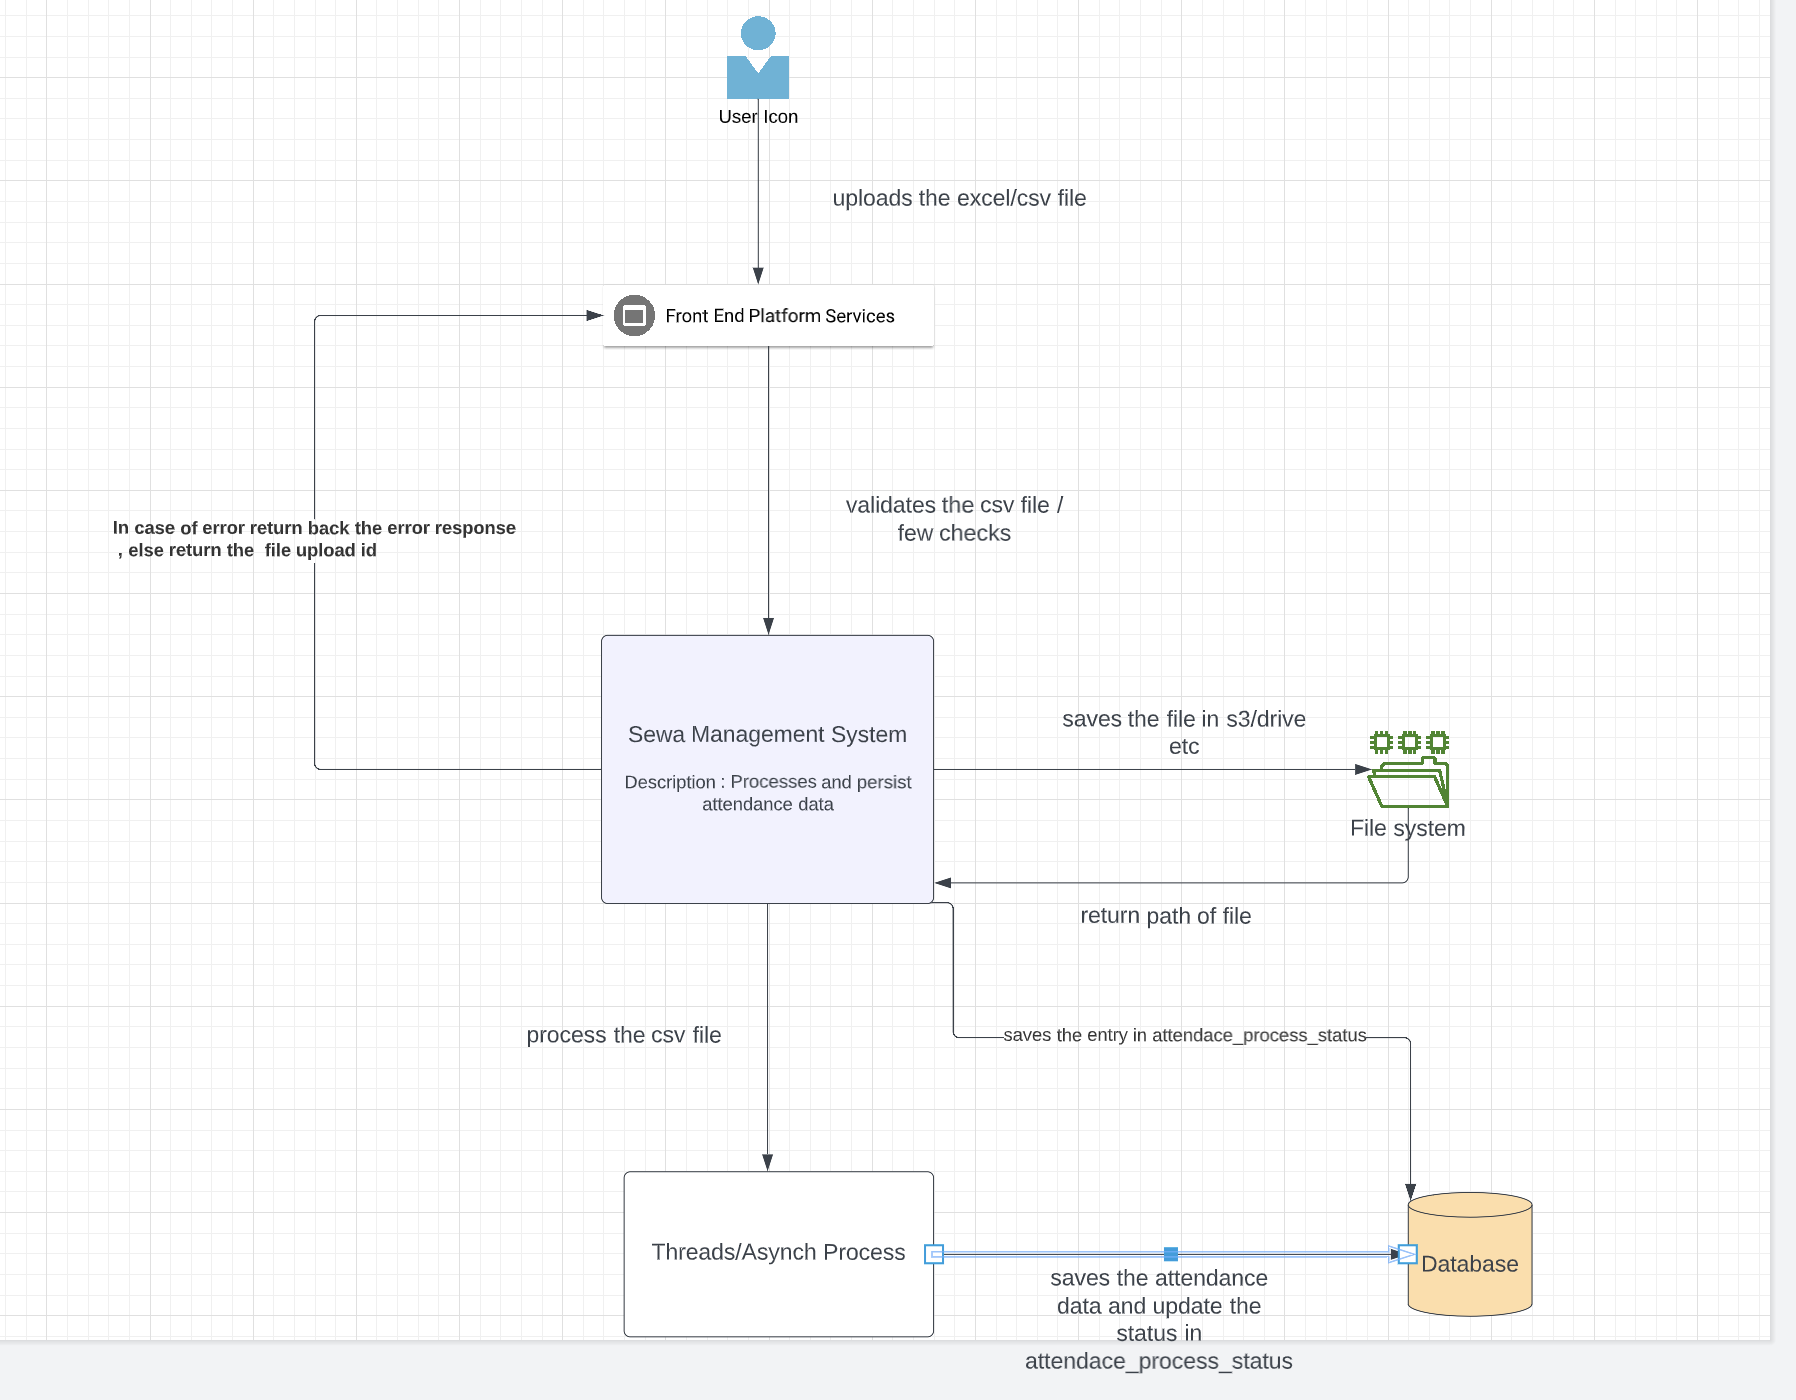 User Icon
uploads the excel/csv file
Front End Platform Services
validates the csv file /
few checks
In case of error return back the error response
, else return the  file upload id
Sewa Management System
Description : Processes and persist
attendance data
saves the file in s3/drive
etc
File system
return path of file
process the csv file
saves the entry in attendace_process_status
Threads/Asynch Process
Database
saves the attendance
data and update the
status in
attendace_process_status